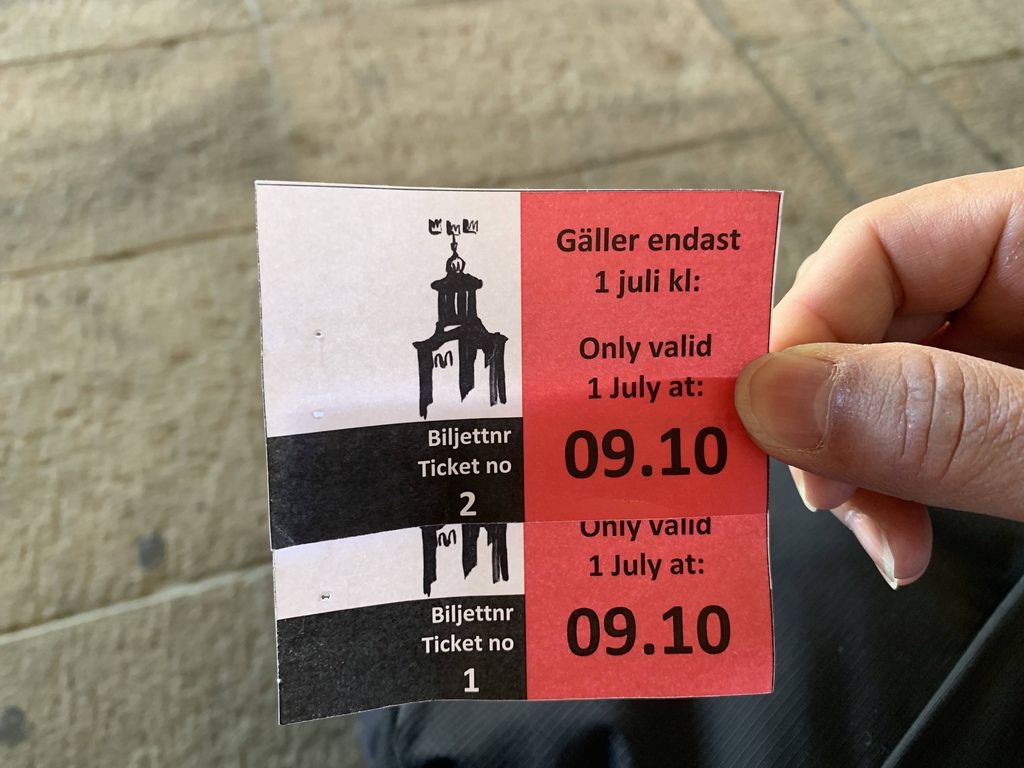 Gäller endast
1 juli kl:
Only valid
1 July at:
09.10
Biljettnr
Ticket no
2
Only valid
1 July at:
09.10
Biljettnr
Ticket no
1